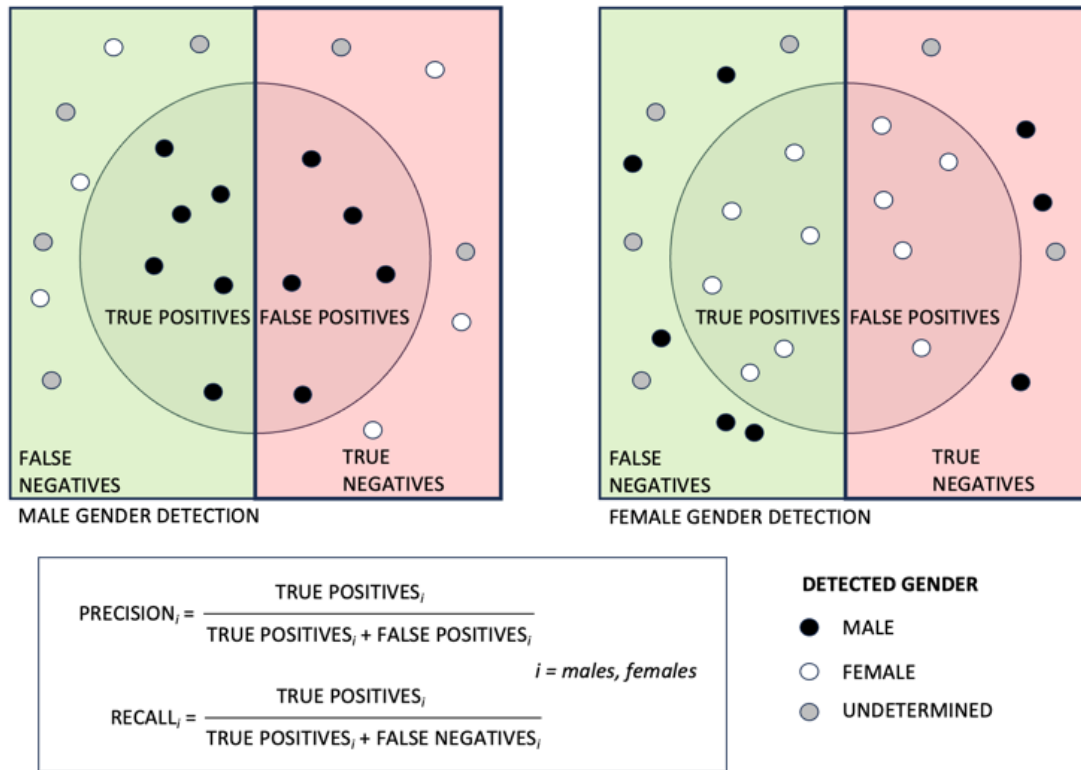 TRUE POSITIVES FALSE POSITIVES
FALSE
NEGATIVES
TRUE
NEGATIVES
MALE GENDER DETECTION
TRUE POSITIVES FALSE POSITIVES
FALSE
NEGATIVES
TRUE
NEGATIVES
FEMALE GENDER DETECTION
TRUE POSITIVESi
PRECISIONi =
TRUE POSITIVESi + FALSE POSITIVESi
i = males, females
TRUE POSITIVESi
RECALLi =
TRUE POSITIVESi + FALSE NEGATIVESi
DETECTED GENDER
MALE
FEMALE
UNDETERMINED